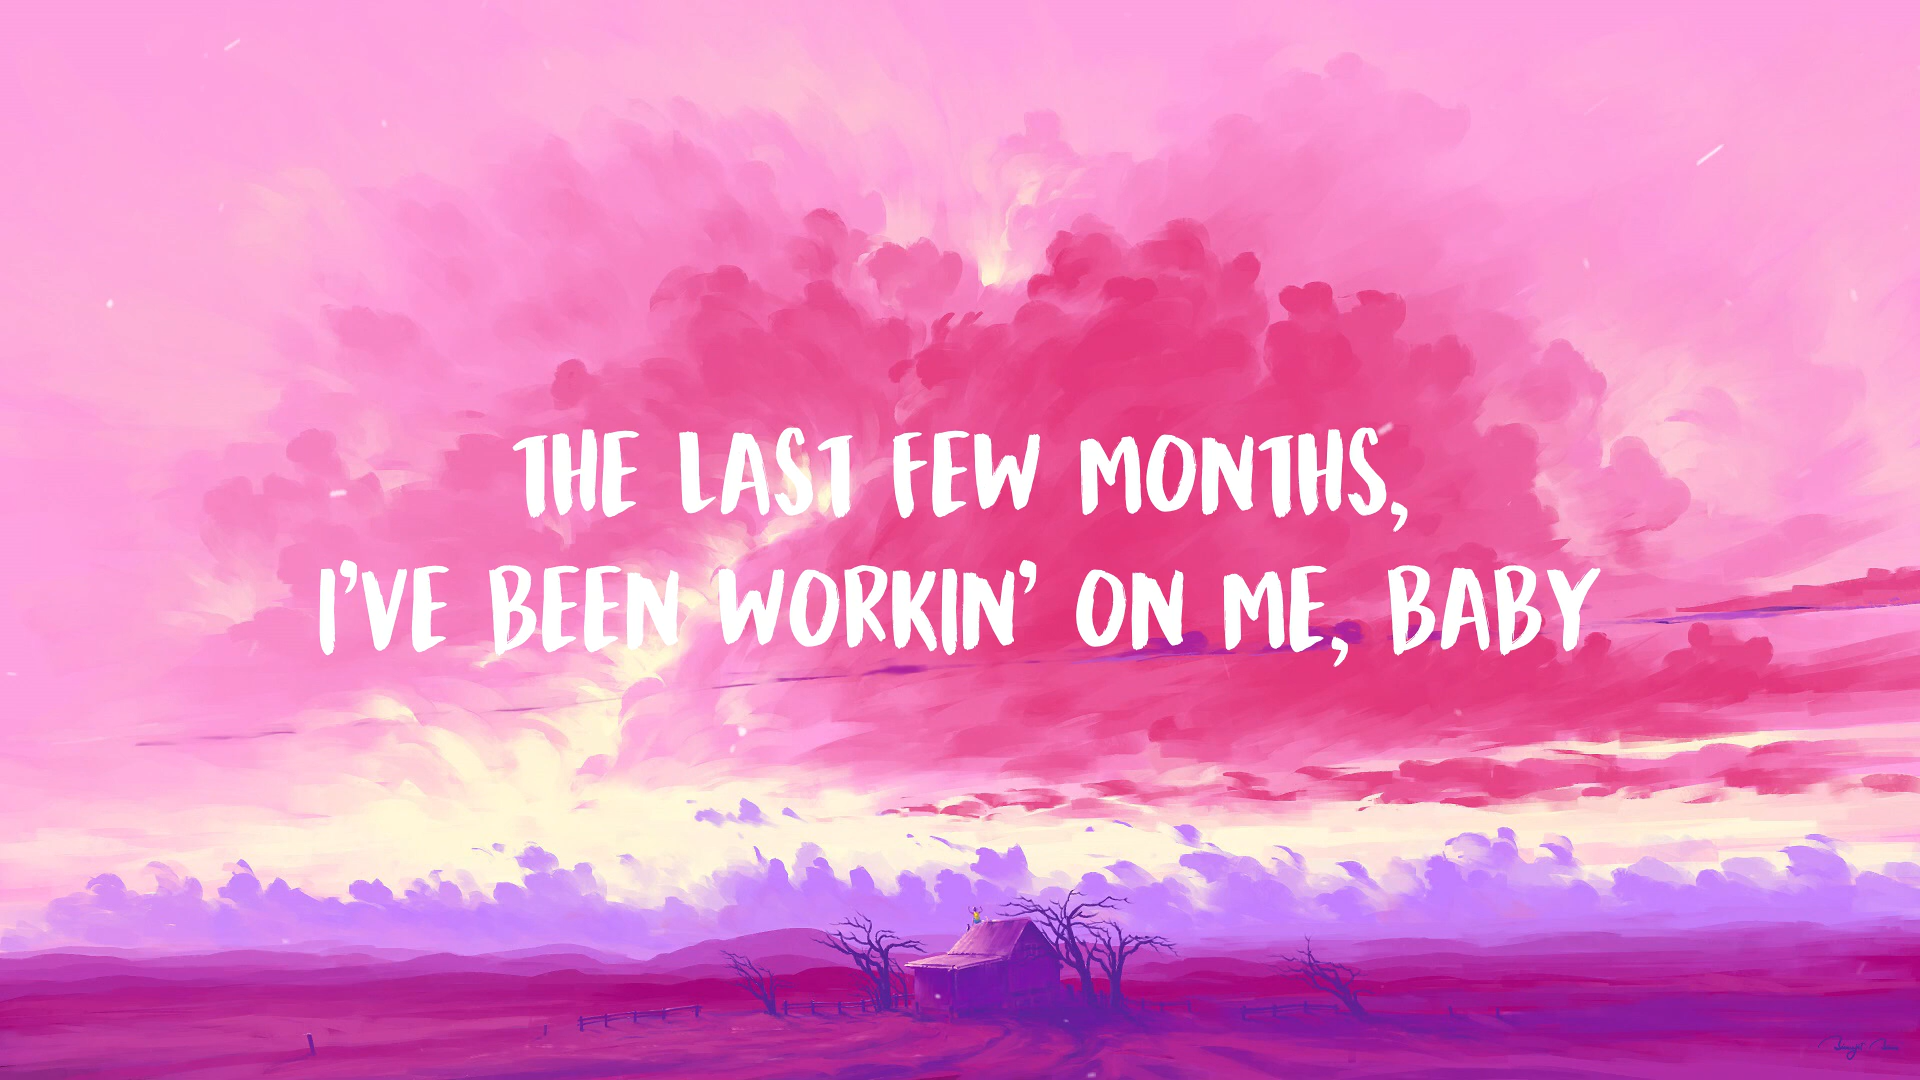 THE LAST FEW MONTHS,
I'VE BEEN WORKIN' ON ME, BABY